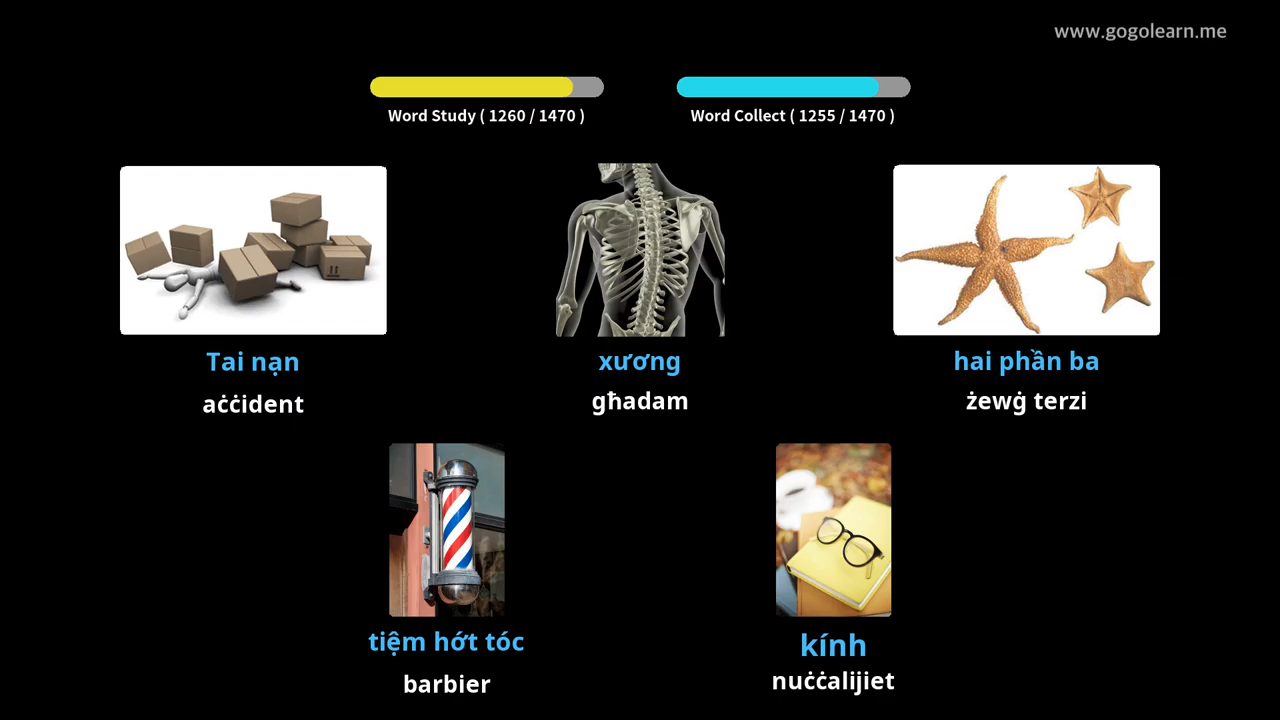 www.gogolearn.me
Word Study ( 1260 / 1470 )
Word Collect ( 1255 / 1470 )
Tai nạn
aċċident
xương
għadam
hai phần ba
żewġ terzi
tiệm hớt tóc
barbier
kính
nuċċalijiet